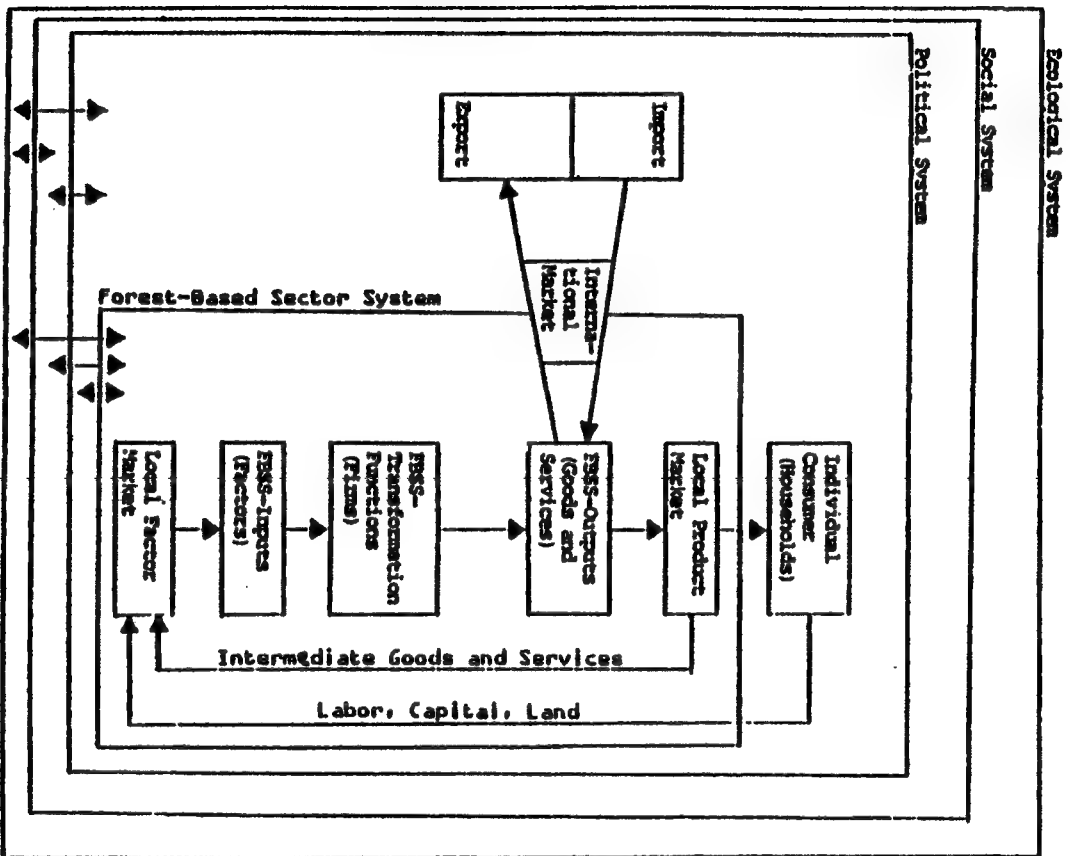 Ecological System
Social System
Political System
Export
Import
Interna-
tional
Market
Forest-Based Sector System
Local Factor
Market
FBSS-Inputs
(Factors)
FBSS-
Transformation
Functions
(Firms)
FBSS-Outputs
(Goods and
Services)
Local Product
Market
Individual
Consumer
(Households)
Intermediate Goods and Services
Labor, Capital, Land